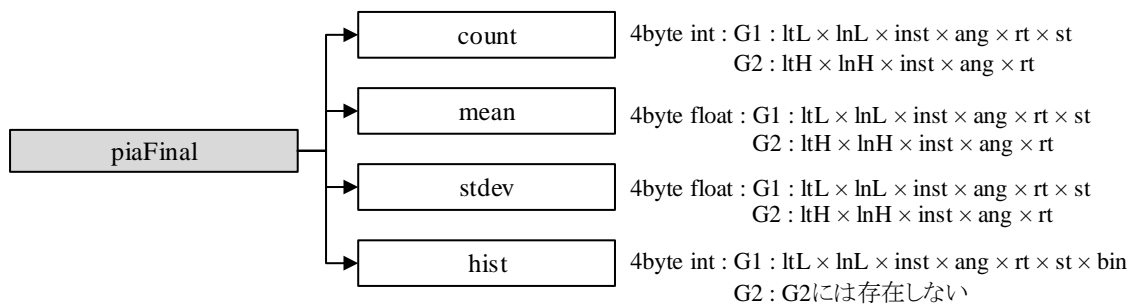 count
4byte int : G1 : ltL × lnL × inst × ang × rt × st
G2 : ltH × lnH × inst × ang × rt
mean
4byte float : G1 : ltL × lnL × inst × ang × rt × st
G2 : ltH × lnH × inst × ang × rt
piaFinal
stdev
4byte float : G1 : ltL × lnL × inst × ang × rt × st
G2 : ltH × lnH × inst × ang × rt
hist
4byte int : G1 : ltL × lnL × inst × ang × rt × st × bin
G2 : G2には存在しない